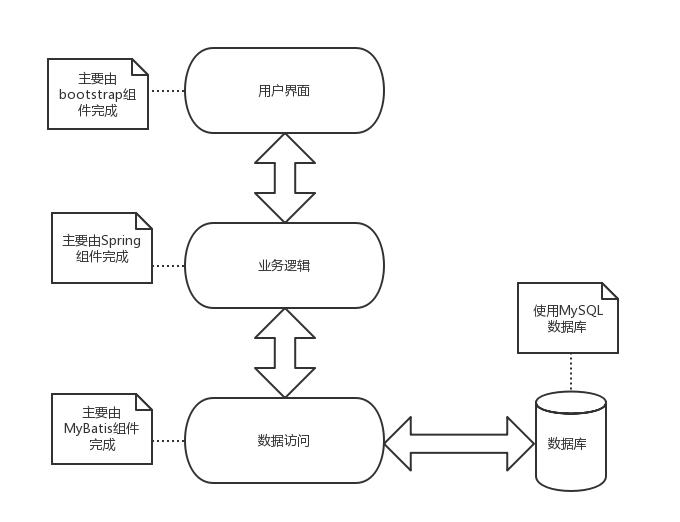 主要由
bootstrap组
件完成
用户界面
主要由Spring
组件完成
业务逻辑
使用MySQL
数据库
主要由
MyBatis组件
完成
数据访问
数据库